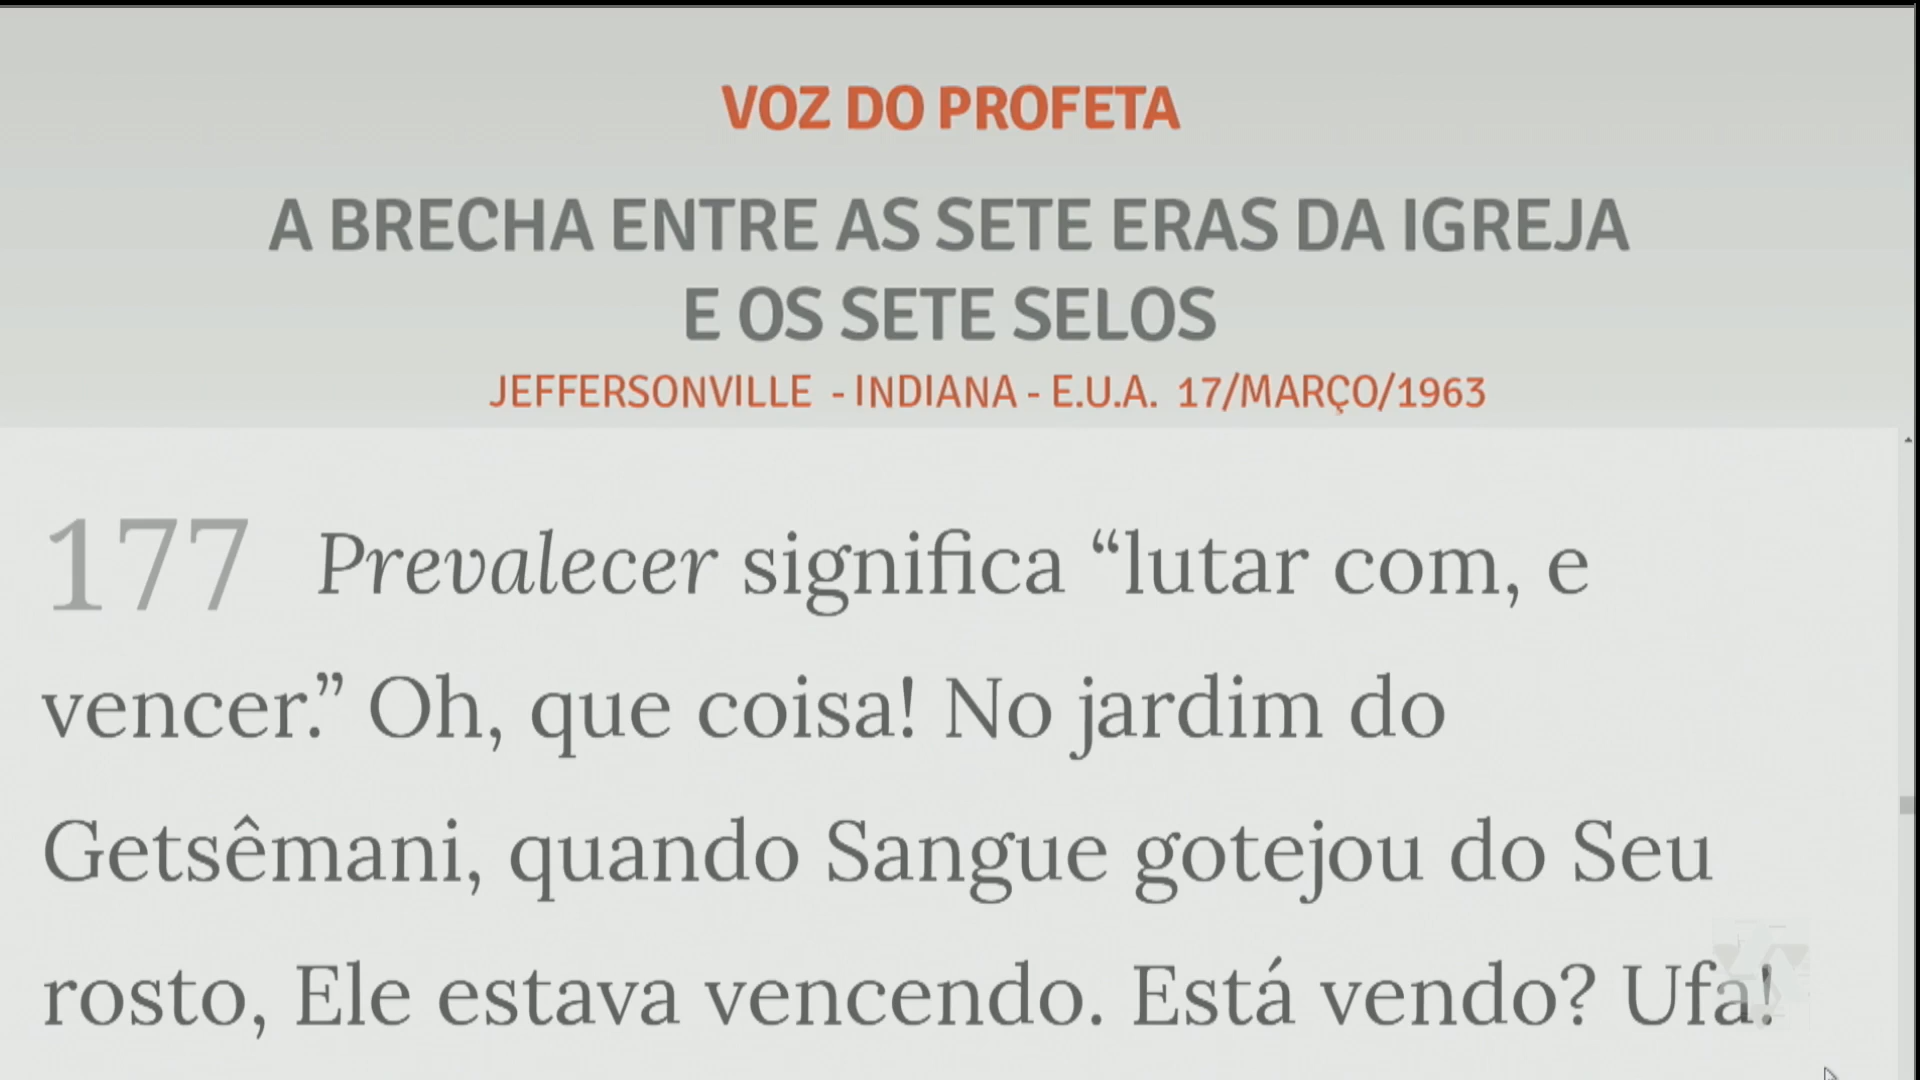 VOZ DO PROFETA
A BRECHA ENTRE AS SETE ERAS DA IGREJA
E OS SETE SELOS
JEFFERSONVILLE - INDIANA - E.U.A. 17/MARÇO/1963
177 Prevalecer significa “lutar com, e
vencer.” Oh, que coisa! No jardim do
Getsêmani, quando Sangue gotejou do Seu
rosto, Ele estava vencendo. Está vendo? Ufa!